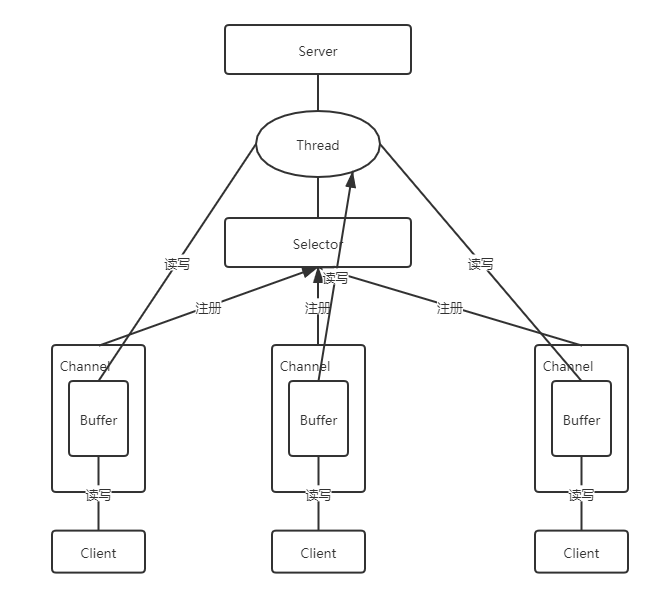 Server
Thread
Selector
读写
读写
读写
注册
注册
注册
Channel
Channel
Channel
Buffer
Buffer
Buffer
读写
读写
读写
Client
Client
Client